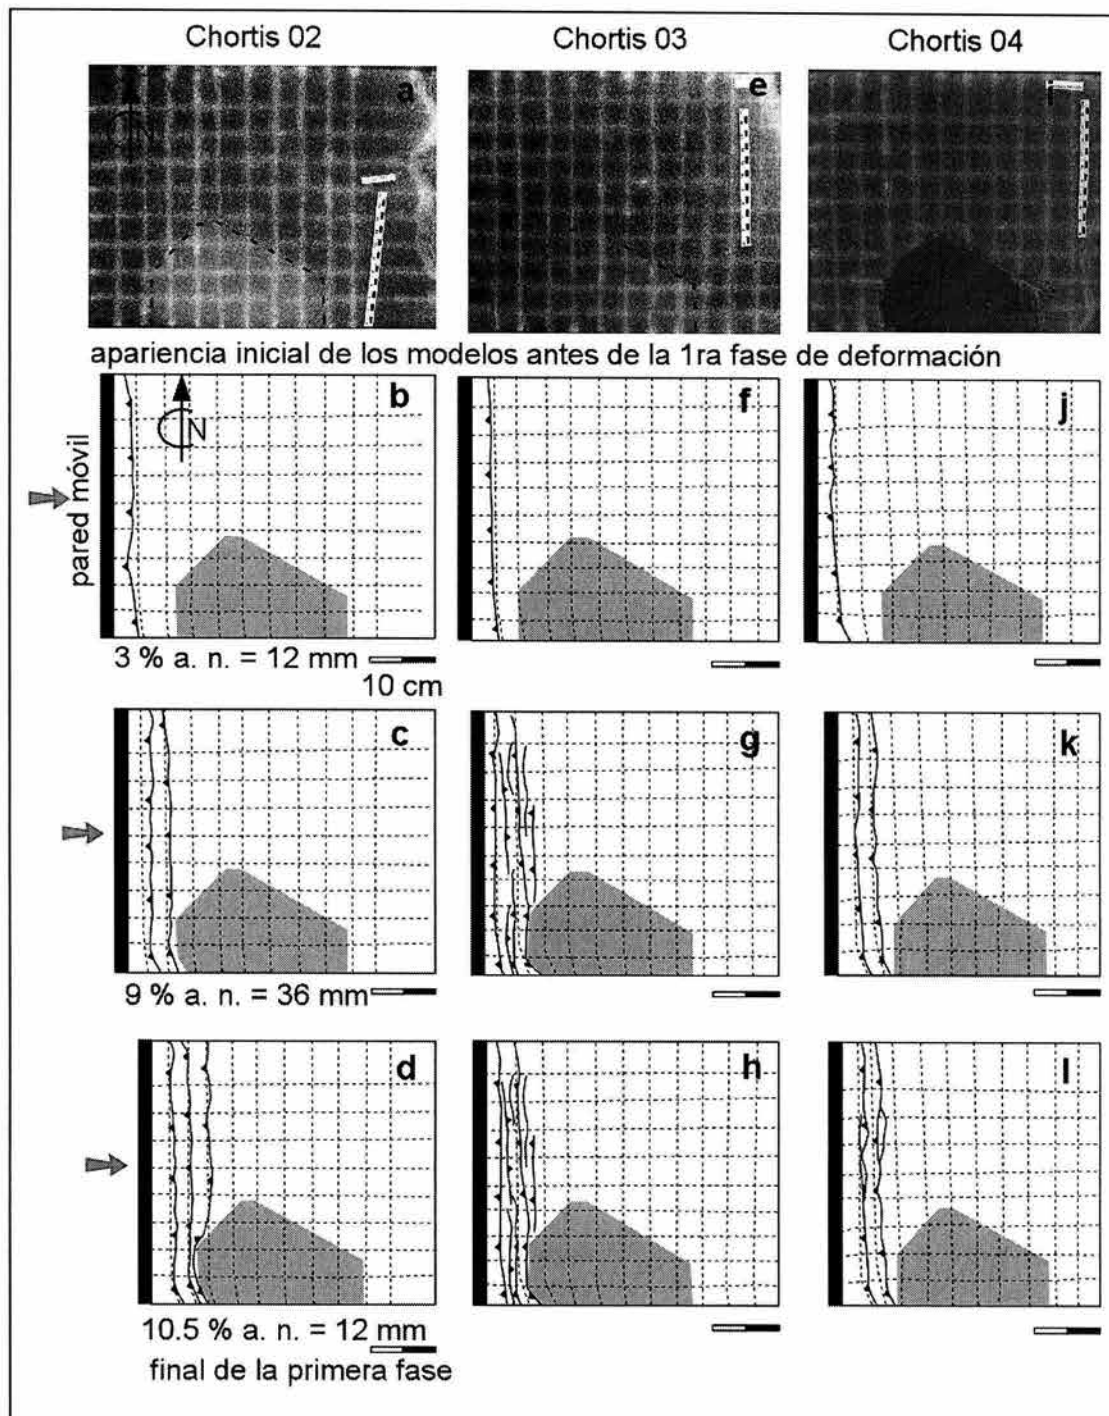 Chortis 02
Chortis 03
Chortis 04
a
e
apariencia inicial de los modelos antes de la 1ra fase de deformación
b
f
j
N
pared móvil
3 % a. n. = 12 mm
10 cm
c
g
k
9 % a. n. = 36 mm
d
h
l
10.5 % a. n. = 12 mm
final de la primera fase